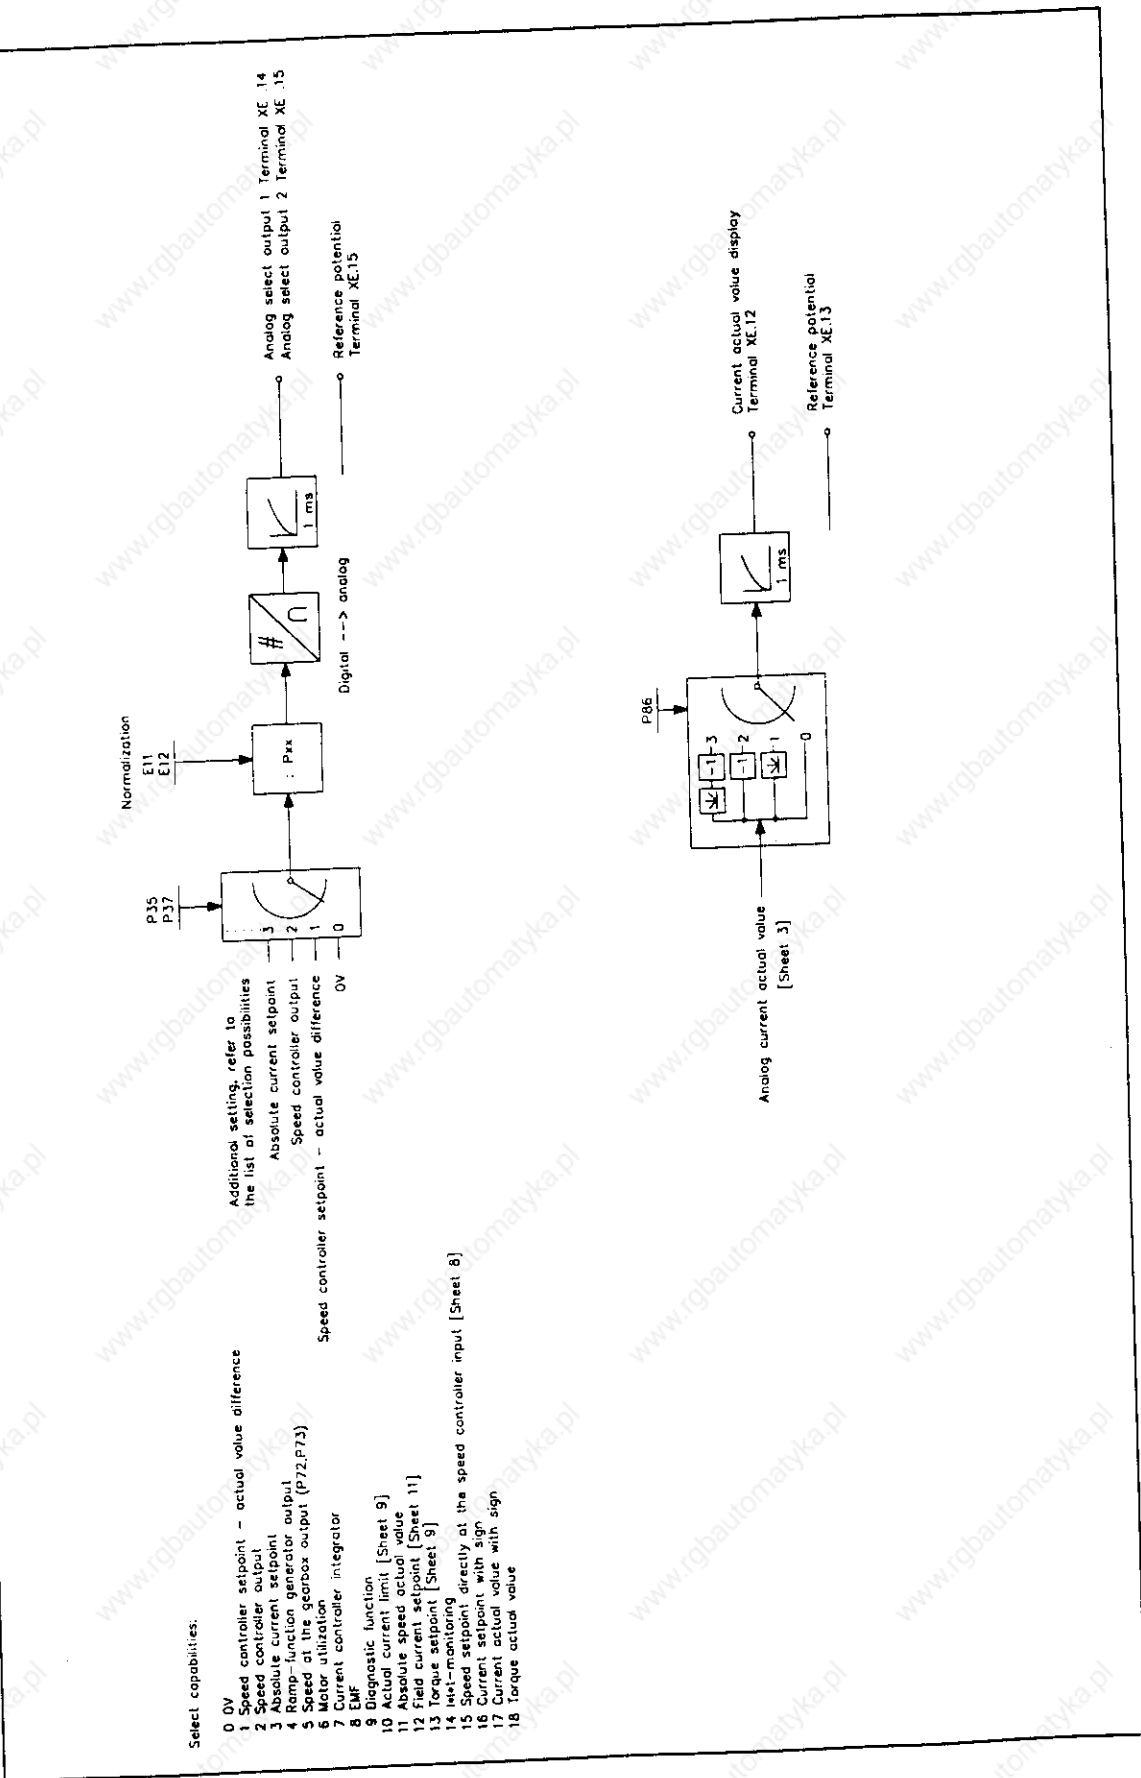 Select capabilities:
0 0V
1 Speed controller setpoint - actual value difference
2 Speed controller output
3 Absolute current setpoint
4 Ramp-function generator output
5 Speed at the gearbox output (P72,P73)
6 Motor utilization
7 Current controller integrator
8 EMF
9 Diagnostic function
10 Actual current limit [Sheet 9]
11 Absolute speed actual value
12 Field current setpoint [Sheet 11]
13 Torque setpoint [Sheet 9]
14 -monitoring
15 Speed setpoint directly at the speed controller input [Sheet 8]
16 Current setpoint with sign
17 Current actual value with sign
18 Torque actual value
Additional setting, refer to
the list of selection possibilities
Absolute current setpoint
Speed controller output
Speed controller setpoint - actual value difference
0V
3
2
1
0
P35
P37
Normalization
E11
E12
: Pxx
#
∩
Digital --> analog
1 ms
Analog select output 1 Terminal XE .14
Analog select output 2 Terminal XE .15
Reference potential
Terminal XE.15
Analog current actual value
[Sheet 3]
P86
-1
3
-1
2
1
0
1 ms
Current actual value display
Terminal XE.12
Reference potential
Terminal XE.13
www.rgbautomatyka.pl